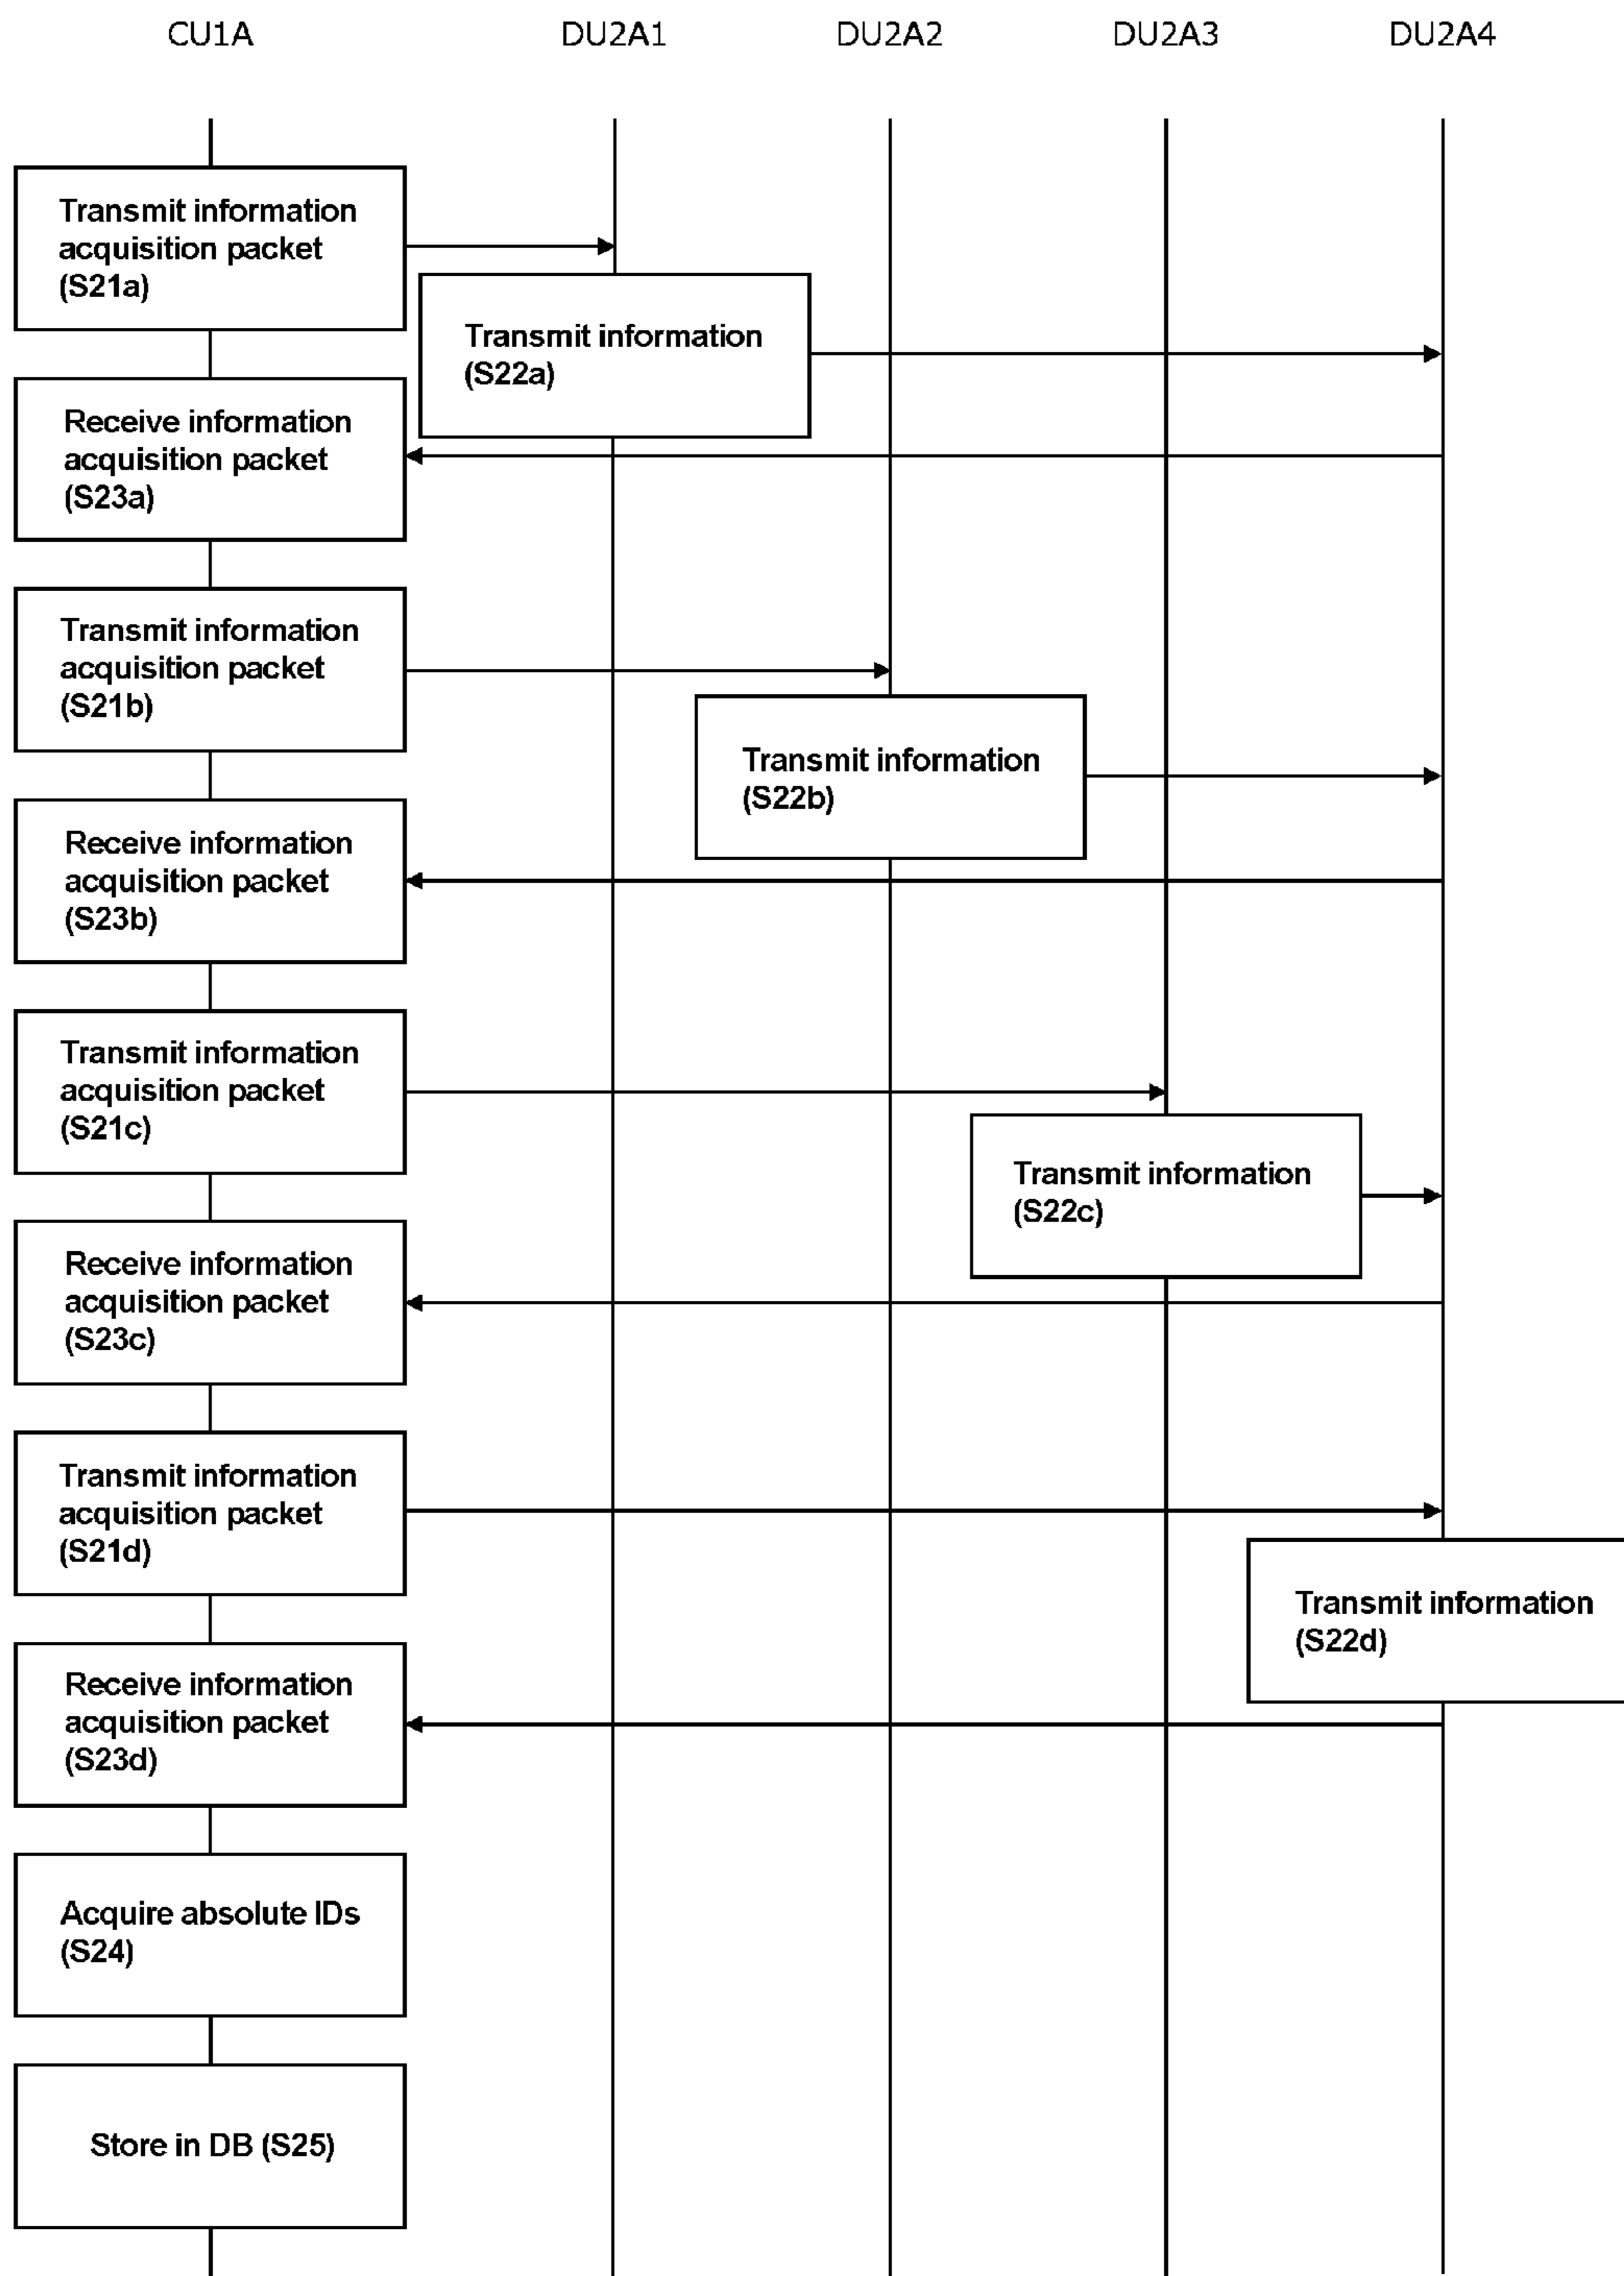 CU1A
DU2A1
DU2A2
DU2A3
DU2A4
Transmit information
acquisition packet
(S21a)
Transmit information
(S22a)
Receive information
acquisition packet
(S23a)
Transmit information
acquisition packet
(S21b)
Transmit information
(S22b)
Receive information
acquisition packet
(S23b)
Transmit information
acquisition packet
(S21c)
Transmit information
(S22c)
Receive information
acquisition packet
(S23c)
Transmit information
acquisition packet
(S21d)
Transmit information
(S22d)
Receive information
acquisition packet
(S23d)
Acquire absolute IDs
(S24)
Store in DB (S25)